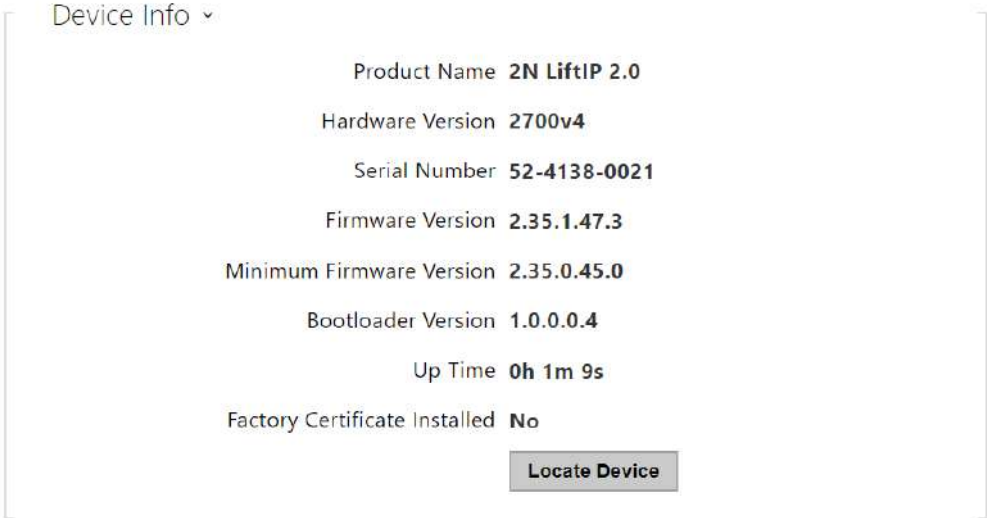 Device Info
Product Name 2N LiftIP 2.0
Hardware Version 2700v4
Serial Number 52-4138-0021
Firmware Version 2.35.1.47.3
Minimum Firmware Version 2.35.0.45.0
Bootloader Version 1.0.0.0.4
Up Time 0h 1m 9s
Factory Certificate Installed No
Locate Device